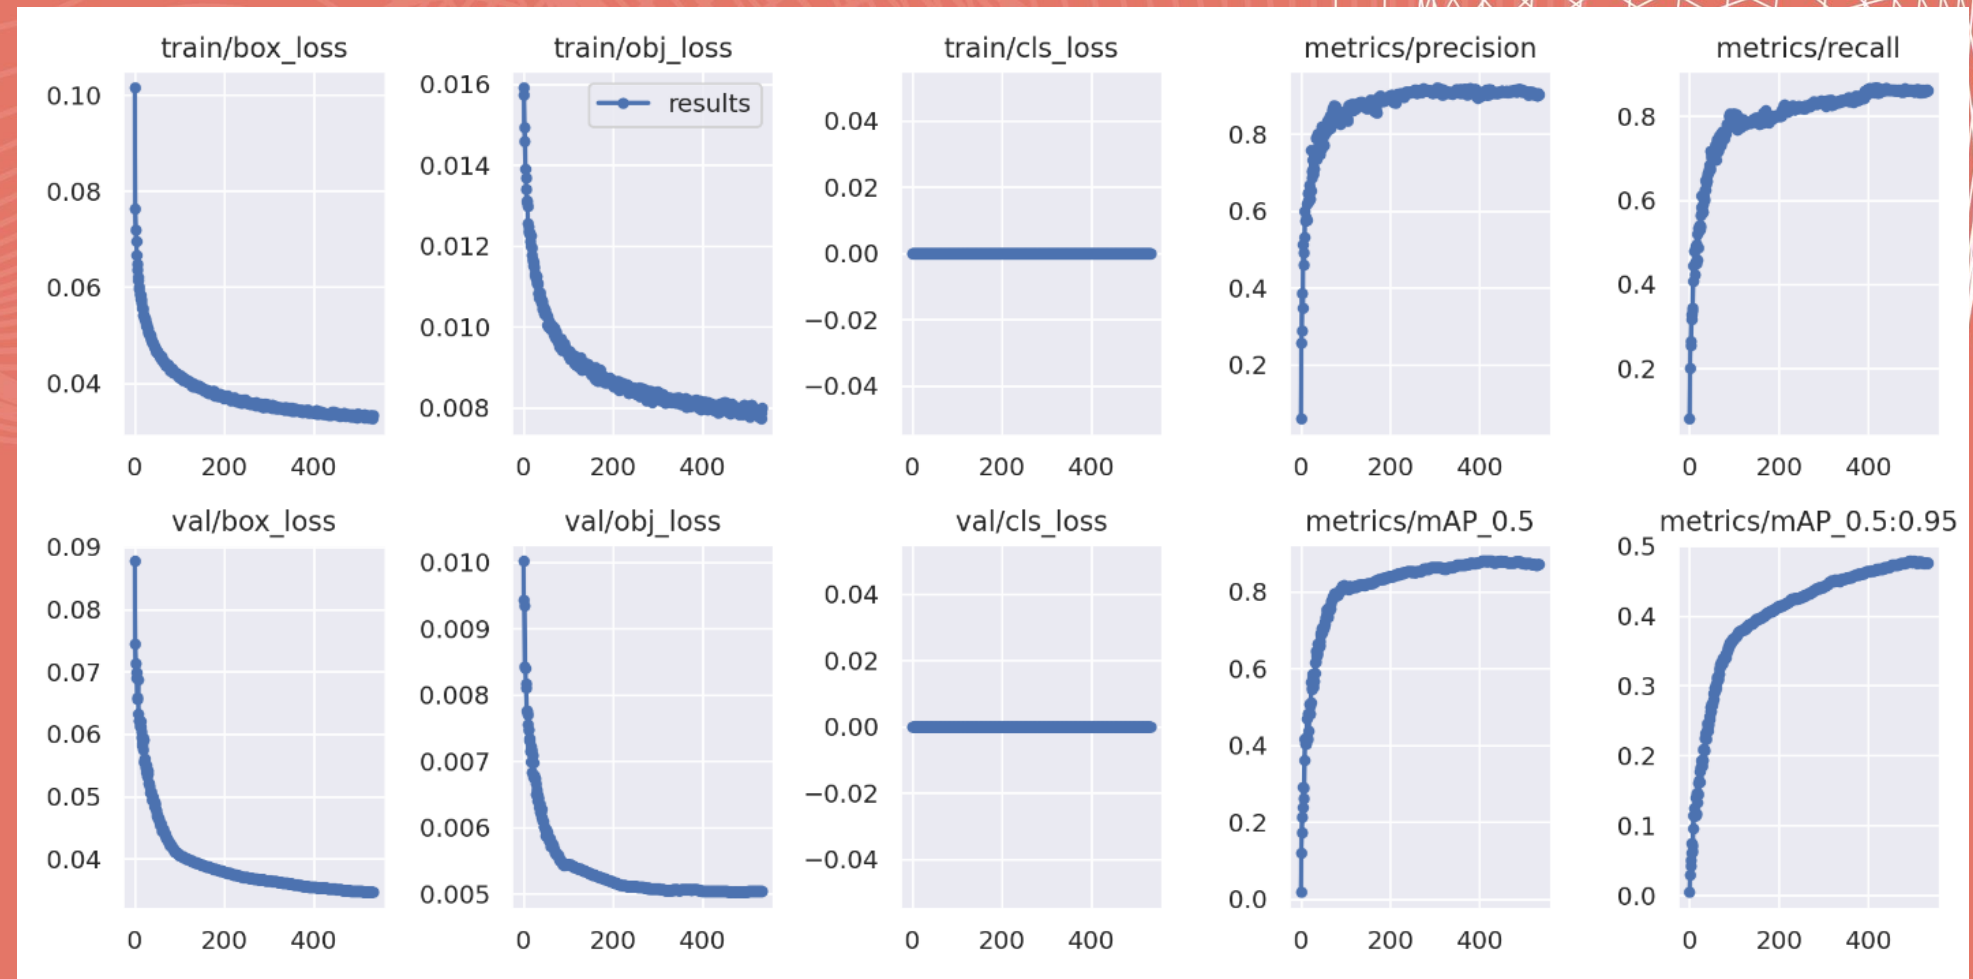 train/box_loss
train/obj_loss
train/cls_loss
metrics/precision
metrics/recall
0.10
0.08
0.06
0.04
0 200 400
0.016
0.014
0.012
0.010
0.008
results
0 200 400
0.04
0.02
0.00
−0.02
−0.04
0 200 400
0.8
0.6
0.4
0.2
0 200 400
0.8
0.6
0.4
0.2
0 200 400
val/box_loss
val/obj_loss
val/cls_loss
metrics/mAP_0.5
metrics/mAP_0.5:0.95
0.09
0.08
0.07
0.06
0.05
0.04
0 200 400
0.010
0.009
0.008
0.007
0.006
0.005
0 200 400
0.04
0.02
0.00
−0.02
−0.04
0 200 400
0.8
0.6
0.4
0.2
0.0
0 200 400
0.5
0.4
0.3
0.2
0.1
0.0
0 200 400